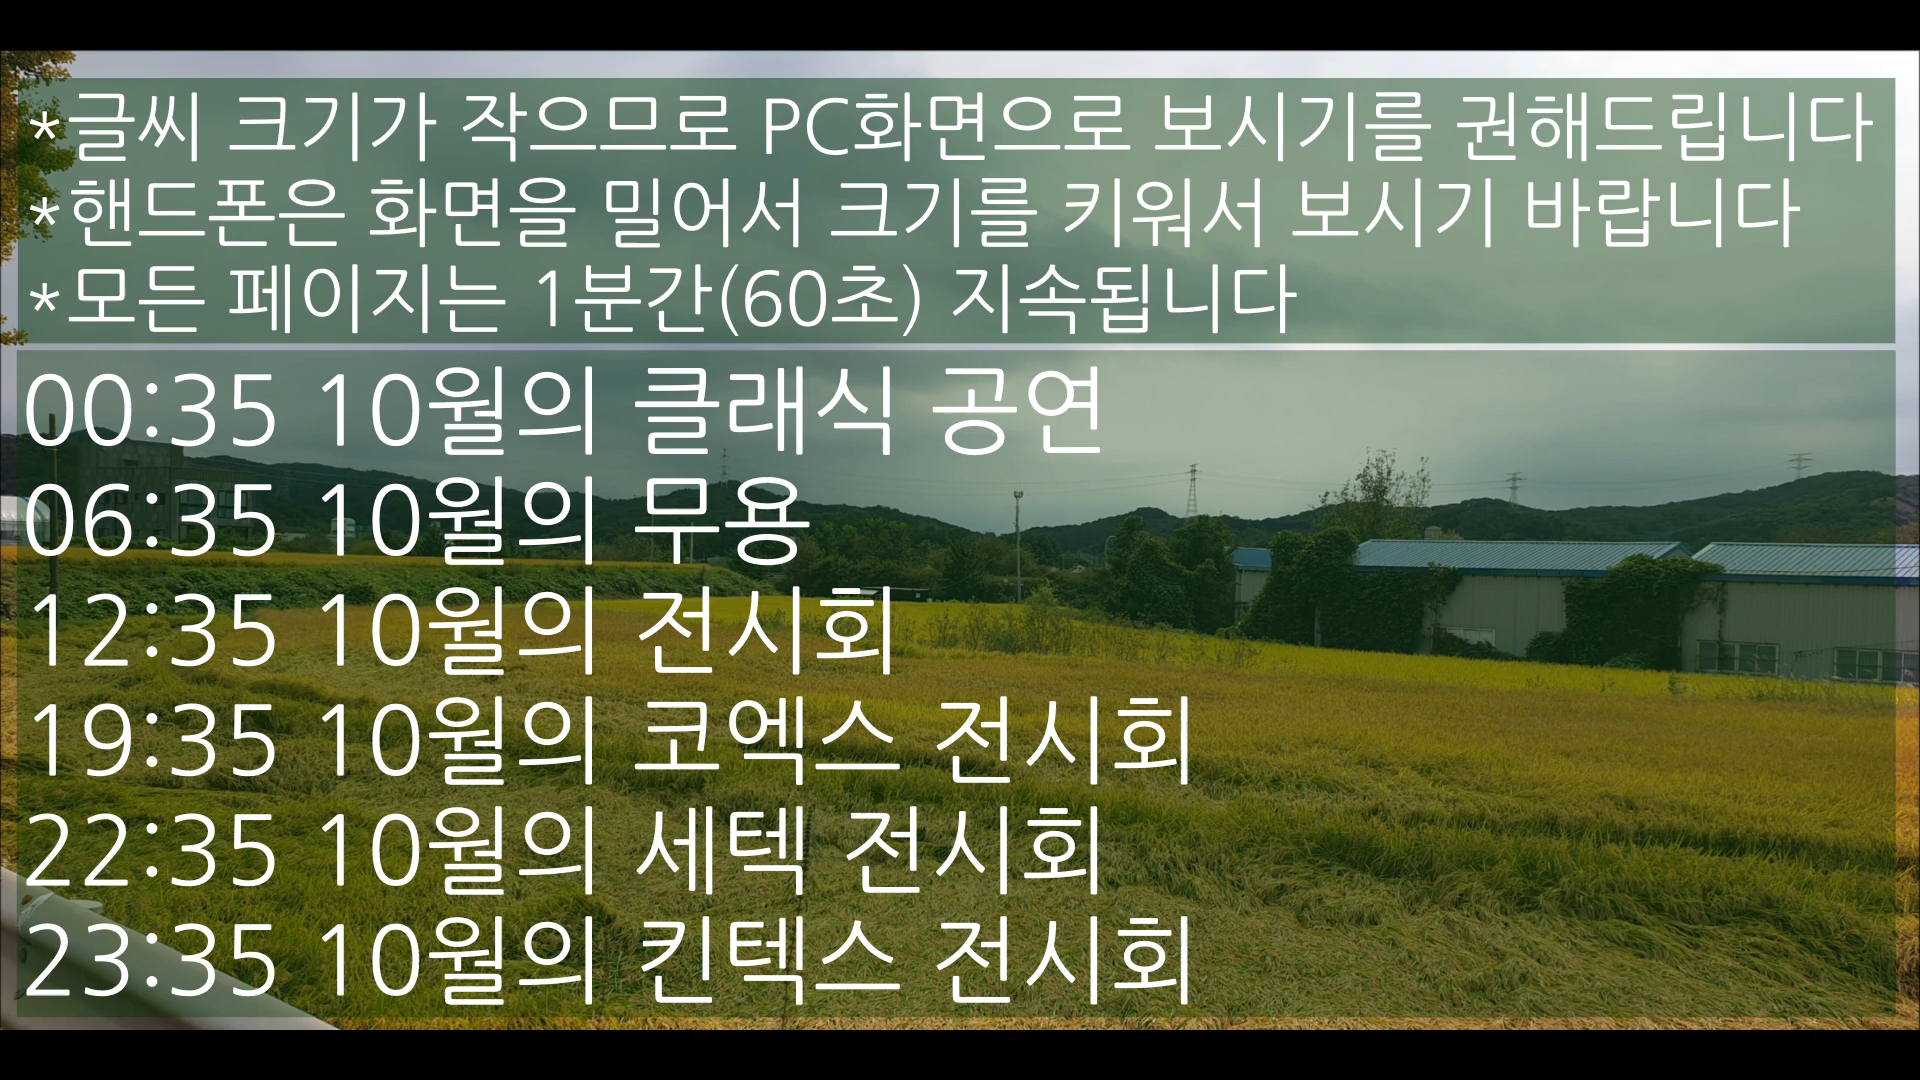 *글씨 크기가 작으므로 PC화면으로 보시기를 권해드립니다
*핸드폰은 화면을 밀어서 크기를 키워서 보시기 바랍니다
*모든 페이지는 1분간(60초) 지속됩니다
00:35 10월의 클래식 공연
06:35 10월의 무용
12:35 10월의 전시회
19:35 10월의 코엑스 전시회
22:35 10월의 세텍 전시회
23:35 10월의 킨텍스 전시회